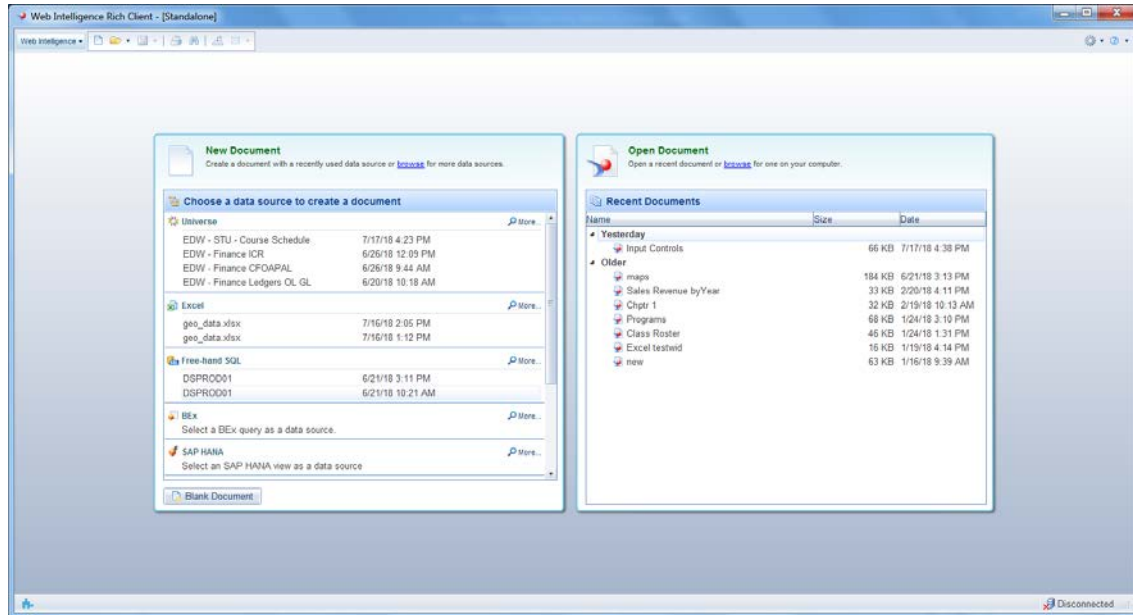 Web Intelligence Rich Client - [Standalone]
Web Intelligence
New Document
Create a document with a recently used data source or browse for more data sources.
Choose a data source to create a document
Universe More...
EDW - STU - Course Schedule 7/17/18 4:23 PM
EDW - Finance ICR 6/26/18 12:09 PM
EDW - Finance CFOAPAL 6/26/18 9:44 AM
EDW - Finance Ledgers OL GL 6/20/18 10:18 AM
Excel More...
geo_data.xlsx 7/16/18 2:05 PM
geo_data.xlsx 7/16/18 1:12 PM
Free-hand SQL More...
DSPROD01 6/21/18 3:11 PM
DSPROD01 6/21/18 10:21 AM
BEx More...
Select a BEx query as a data source.
SAP HANA More...
Select an SAP HANA view as a data source
Blank Document
Open Document
Open a recent document or browse for one on your computer.
Recent Documents
Name Size Date
Yesterday
Input Controls 66 KB 7/17/18 4:38 PM
Older
maps 184 KB 6/21/18 3:13 PM
Sales Revenue byYear 33 KB 2/20/18 4:11 PM
Chptr 1 32 KB 2/19/18 10:13 AM
Programs 68 KB 1/24/18 3:10 PM
Class Roster 46 KB 1/24/18 1:31 PM
Excel testwid 16 KB 1/19/18 4:14 PM
new 63 KB 1/16/18 9:39 AM
Disconnected